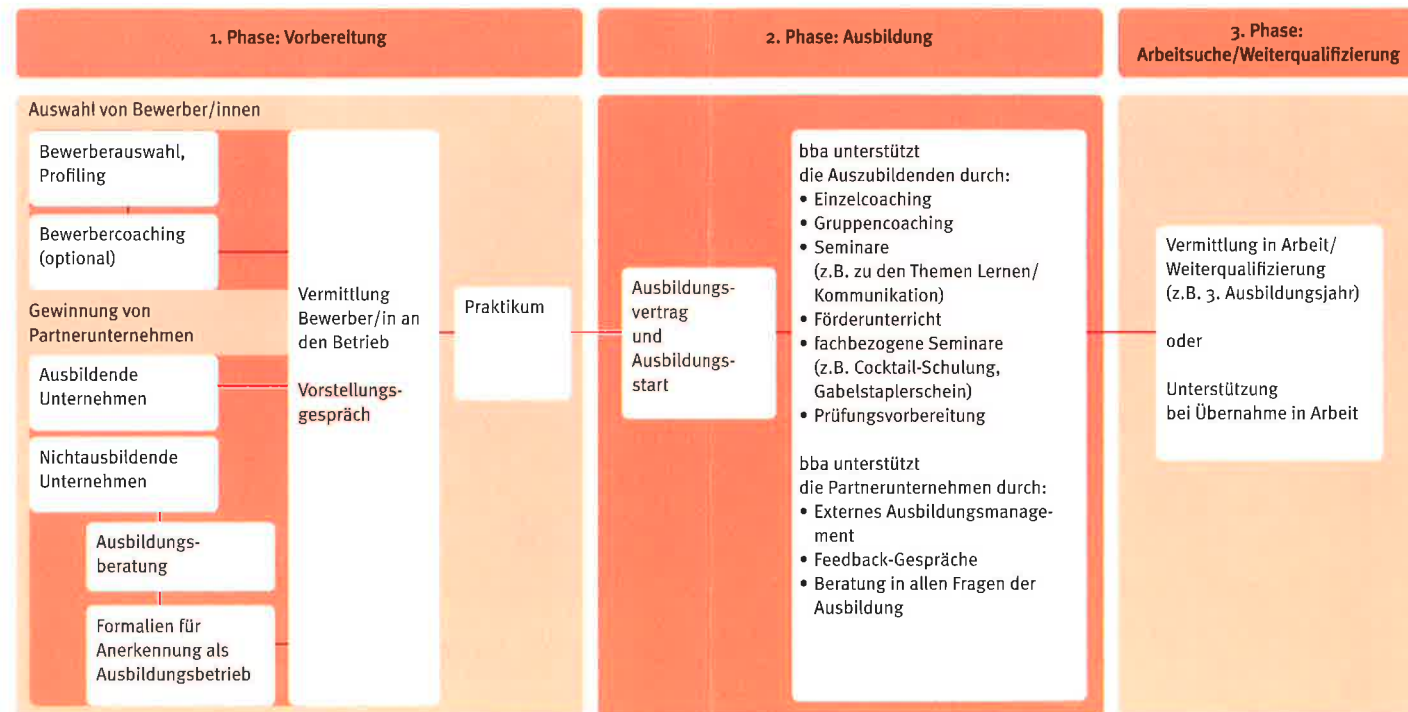 1. Phase: Vorbereitung
2. Phase: Ausbildung
3. Phase:
Arbeitsuche/Weiterqualifizierung
Auswahl von Bewerber/innen
Bewerberauswahl,
Profiling
Bewerbercoaching
(optional)
Gewinnung von
Partnerunternehmen
Ausbildende
Unternehmen
Nichtausbildende
Unternehmen
Ausbildungs-
beratung
Formalien für
Anerkennung als
Ausbildungsbetrieb
Vermittlung
Bewerber/in an
den Betrieb
Vorstellungs-
gespräch
Praktikum
Ausbildungs-
vertrag
und
Ausbildungs-
start
bba unterstützt
die Auszubildenden durch:
• Einzelcoaching
• Gruppencoaching
• Seminare
(z.B. zu den Themen Lernen/
Kommunikation)
• Förderunterricht
• fachbezogene Seminare
(z.B. Cocktail-Schulung,
Gabelstaplerschein)
• Prüfungsvorbereitung
bba unterstützt
die Partnerunternehmen durch:
• Externes Ausbildungsmanage-
ment
• Feedback-Gespräche
• Beratung in allen Fragen der
Ausbildung
Vermittlung in Arbeit/
Weiterqualifizierung
(z.B. 3. Ausbildungsjahr)
oder
Unterstützung
bei Übernahme in Arbeit